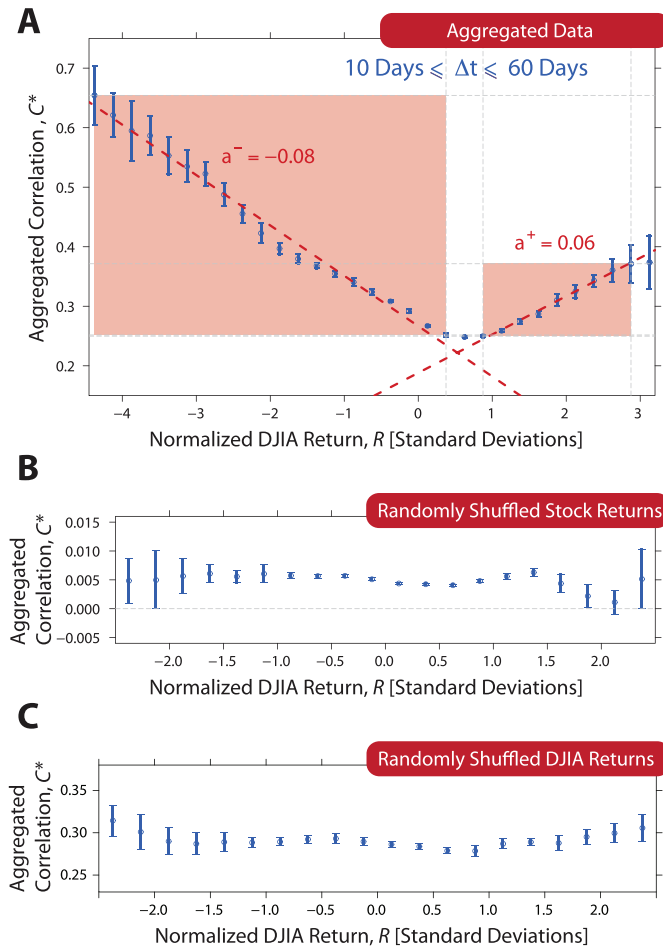 A
Aggregated Data
10 Days ⩽ Δt ⩽ 60 Days
Aggregated Correlation , C*
0.7
0.6
0.5
0.4
0.3
0.2
a⁻ = −0.08
a⁺ = 0.06
−4 −3 −2 −1 0 1 2 3
Normalized DJIA Return, R [Standard Deviations]
B
Randomly Shuffled Stock Returns
Aggregated
Correlation, C*
0.015
0.010
0.005
0.000
−0.005
−2.0 −1.5 −1.0 −0.5 0.0 0.5 1.0 1.5 2.0
Normalized DJIA Return, R [Standard Deviations]
C
Randomly Shuffled DJIA Returns
Aggregated
Correlation, C*
0.35
0.30
0.25
−2.0 −1.5 −1.0 −0.5 0.0 0.5 1.0 1.5 2.0
Normalized DJIA Return, R [Standard Deviations]